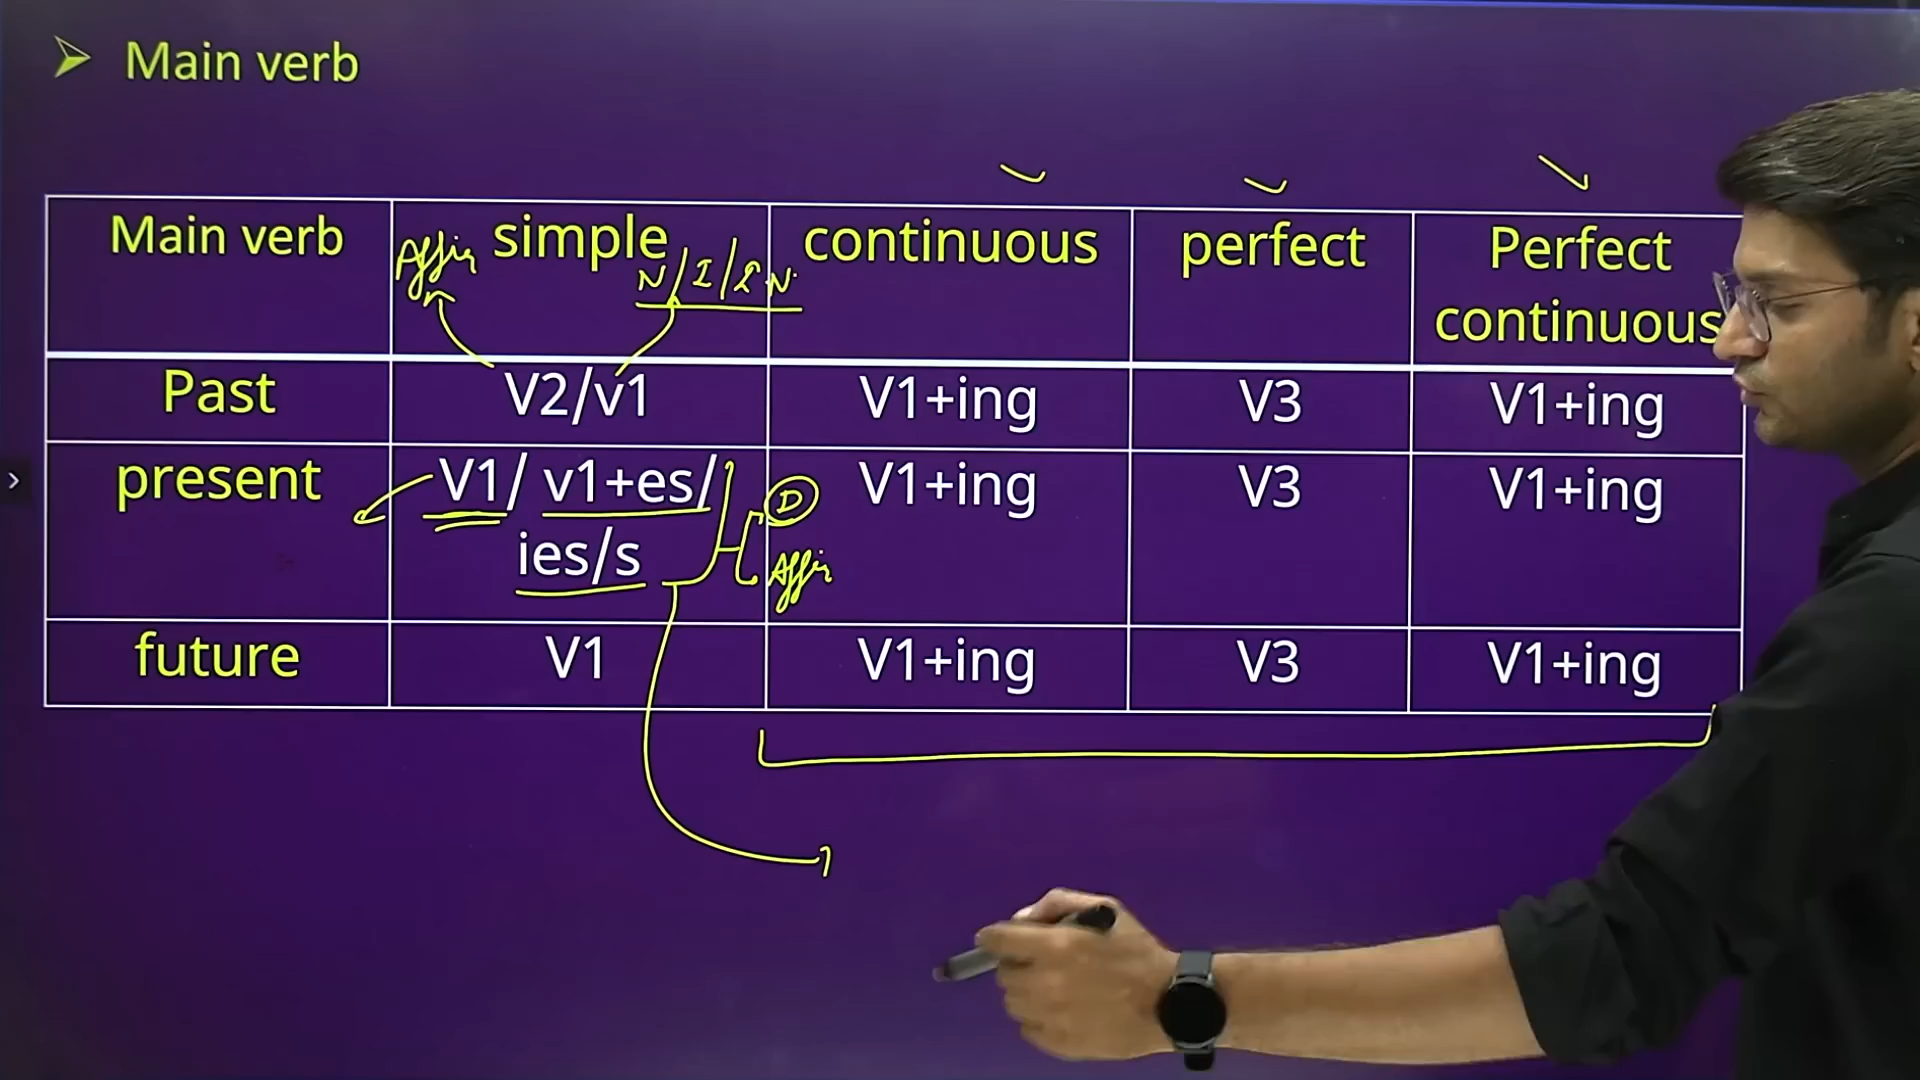 ➢ Main verb
Main verb simple continuous perfect Perfect continuous
Affir N/I/I.N.
Past V2/v1 V1+ing V3 V1+ing
present V1/ v1+es/ V1+ing V3 V1+ing
D
ies/s
Affir
future V1 V1+ing V3 V1+ing